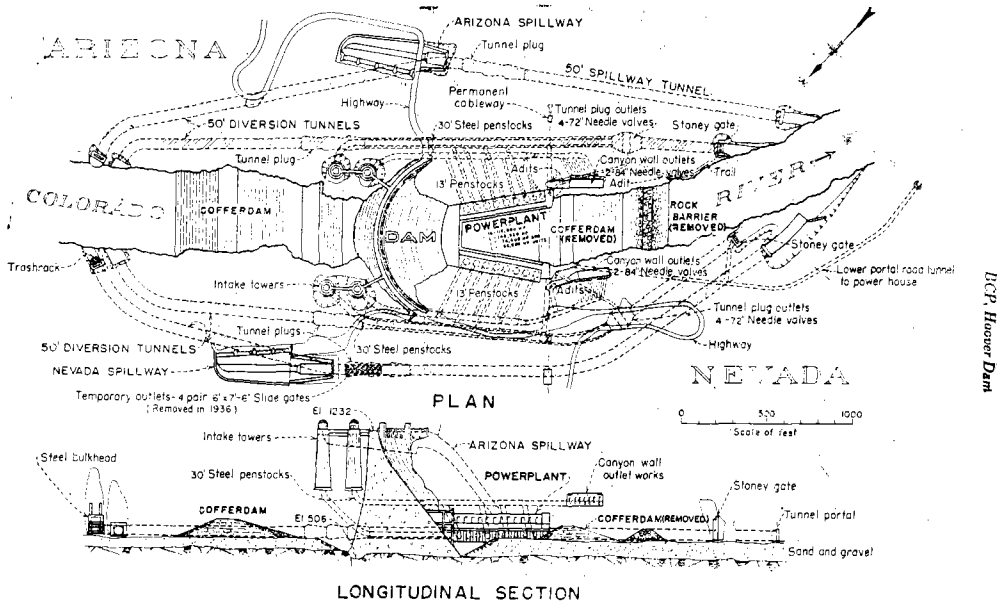 ARIZONA
ARIZONA SPILLWAY
Tunnel plug
50' SPILLWAY TUNNEL
Highway
Permanent
cableway
Tunnel plug outlets
4-72" Needle valves
50' DIVERSION TUNNELS
30' Steel penstocks
Stoney gate
Tunnel plug
Adits
Canyon wall outlets
2-84" Needle valves
Adit
Trail
13' Penstocks
COLORADO
RIVER
COFFERDAM
DAM
POWERPLANT
COFFERDAM
(REMOVED)
ROCK
BARRIER
(REMOVED)
Stoney gate
Trashrack
Canyon wall outlets
2-84" Needle valves
Lower portal road tunnel
to power house
Intake towers
13' Penstocks
Adits
Tunnel plug outlets
4-72" Needle valves
Tunnel plugs
Highway
50' DIVERSION TUNNELS
30' Steel penstocks
NEVADA SPILLWAY
NEVADA
Temporary outlets - 4 pair 6'x7'-6" Slide gates
(Removed in 1936)
PLAN
0 500 1000
Scale of feet
El 1232
Intake towers
ARIZONA SPILLWAY
Steel bulkhead
30' Steel penstocks
POWERPLANT
Canyon wall
outlet works
Stoney gate
COFFERDAM
El 506
COFFERDAM (REMOVED)
Tunnel portal
Sand and gravel
LONGITUDINAL SECTION
UCP, Hoover Dam